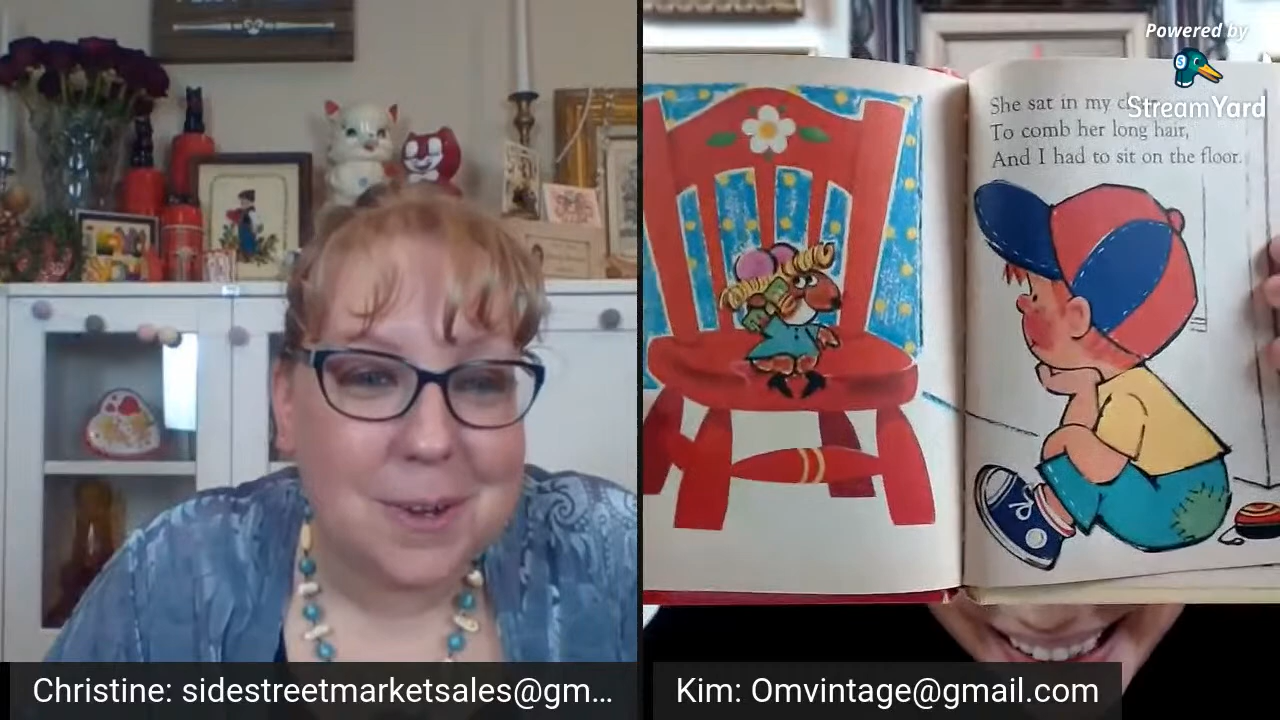 Powered by
StreamYard
She sat in my
To comb her long hair,
And I had to sit on the floor.
Christine: sidestreetmarketsales@gm...
Kim: Omvintage@gmail.com